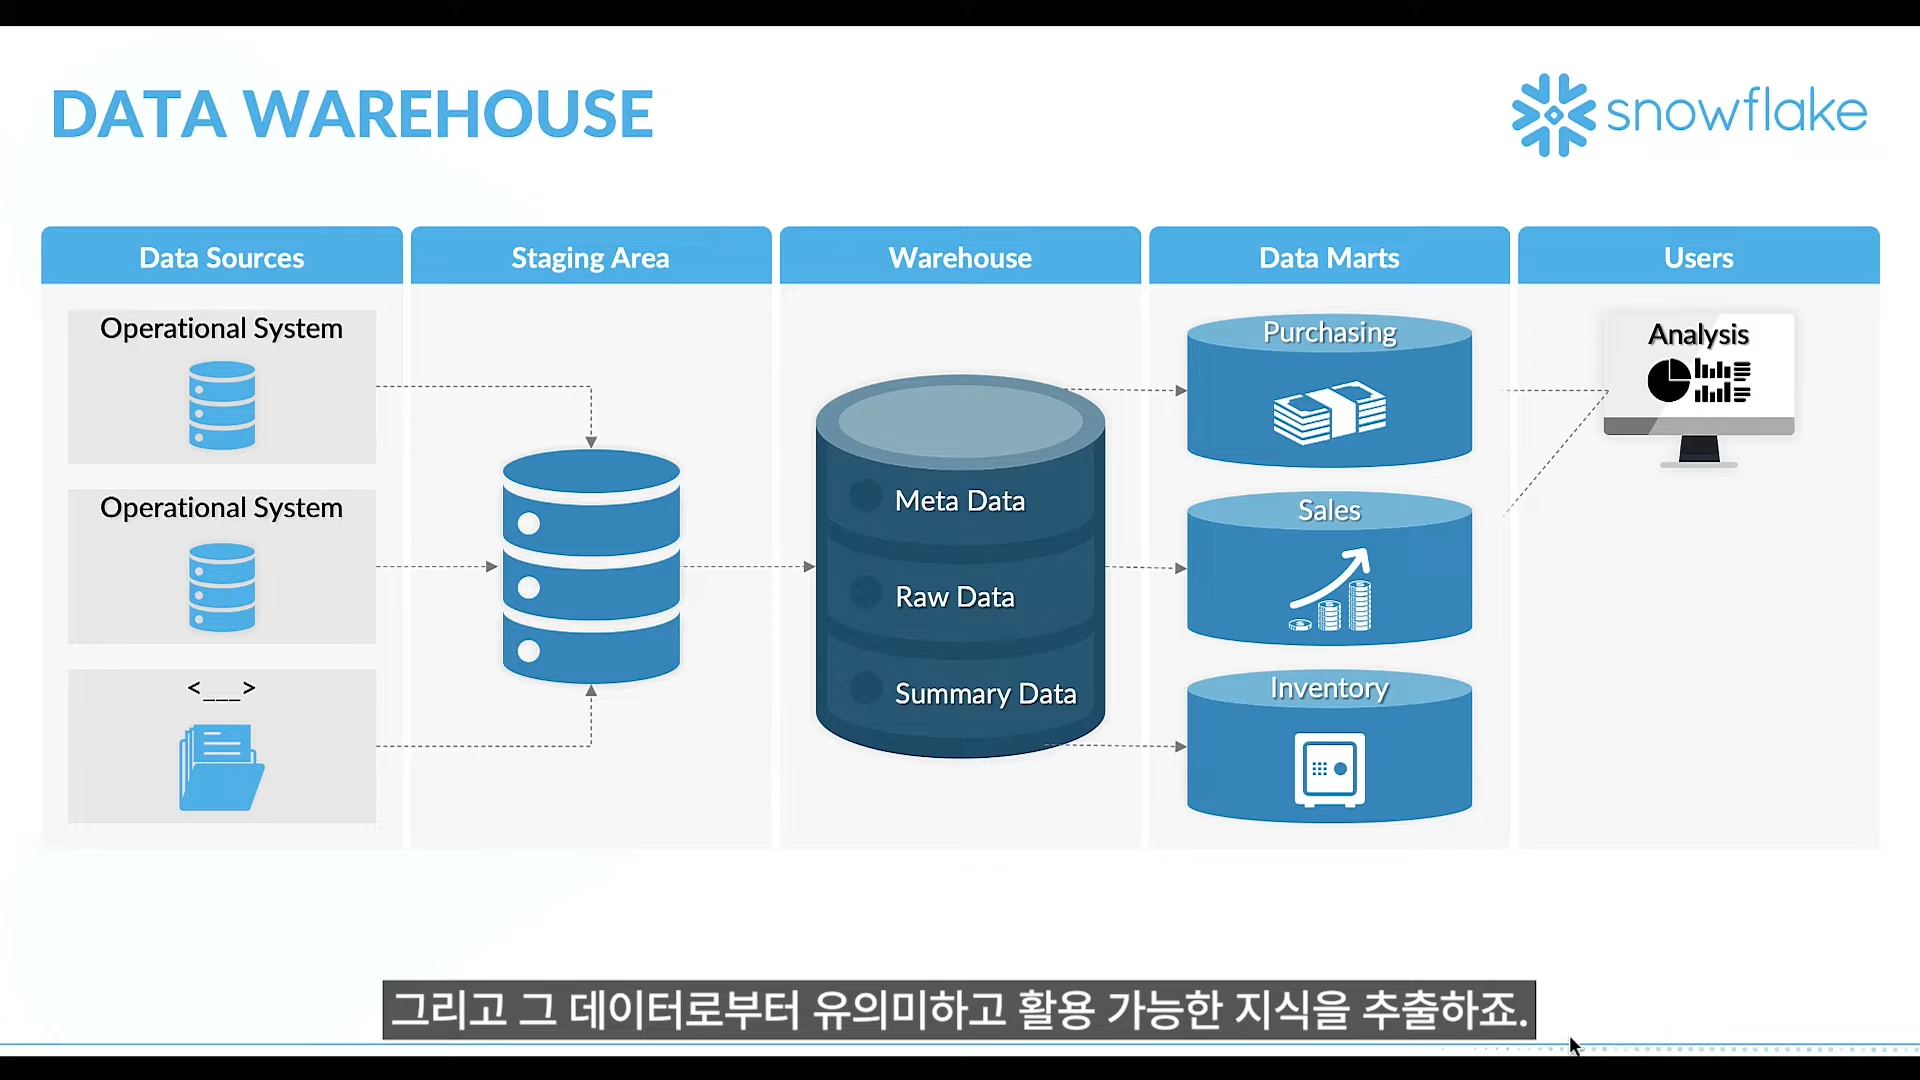 DATA WAREHOUSE
snowflake
Data Sources
Staging Area
Warehouse
Data Marts
Users
Operational System
Operational System
<___>
Meta Data
Raw Data
Summary Data
Purchasing
Sales
Inventory
Analysis
그리고 그 데이터로부터 유의미하고 활용 가능한 지식을 추출하죠.